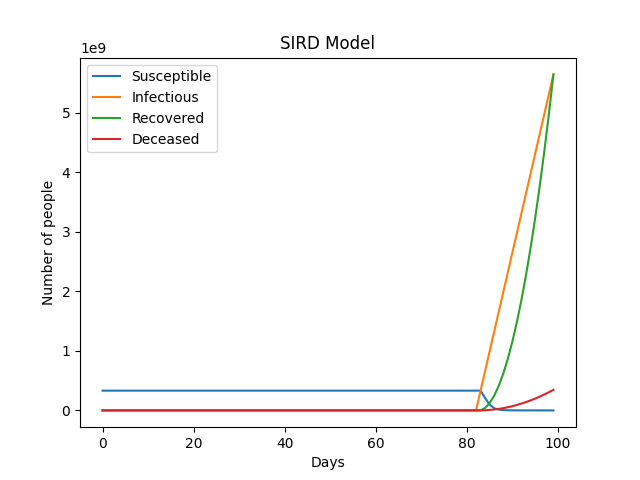 SIRD Model
1e9
Susceptible
Infectious
Recovered
Deceased
5
4
3
2
1
0
Number of people
0 20 40 60 80 100
Days